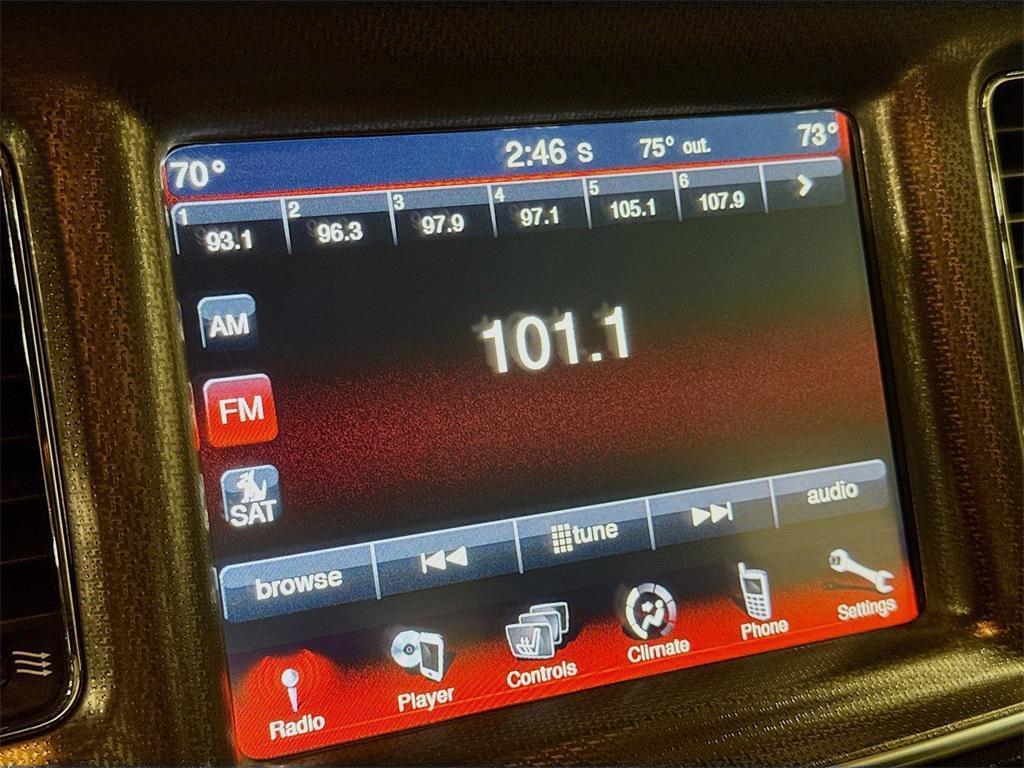 70° 2:46 S 75° out. 73°
1 2 3 4 5 6
93.1 96.3 97.9 97.1 105.1 107.9
AM
101.1
FM
SAT
browse tune audio
Radio Player Controls Climate Phone Settings